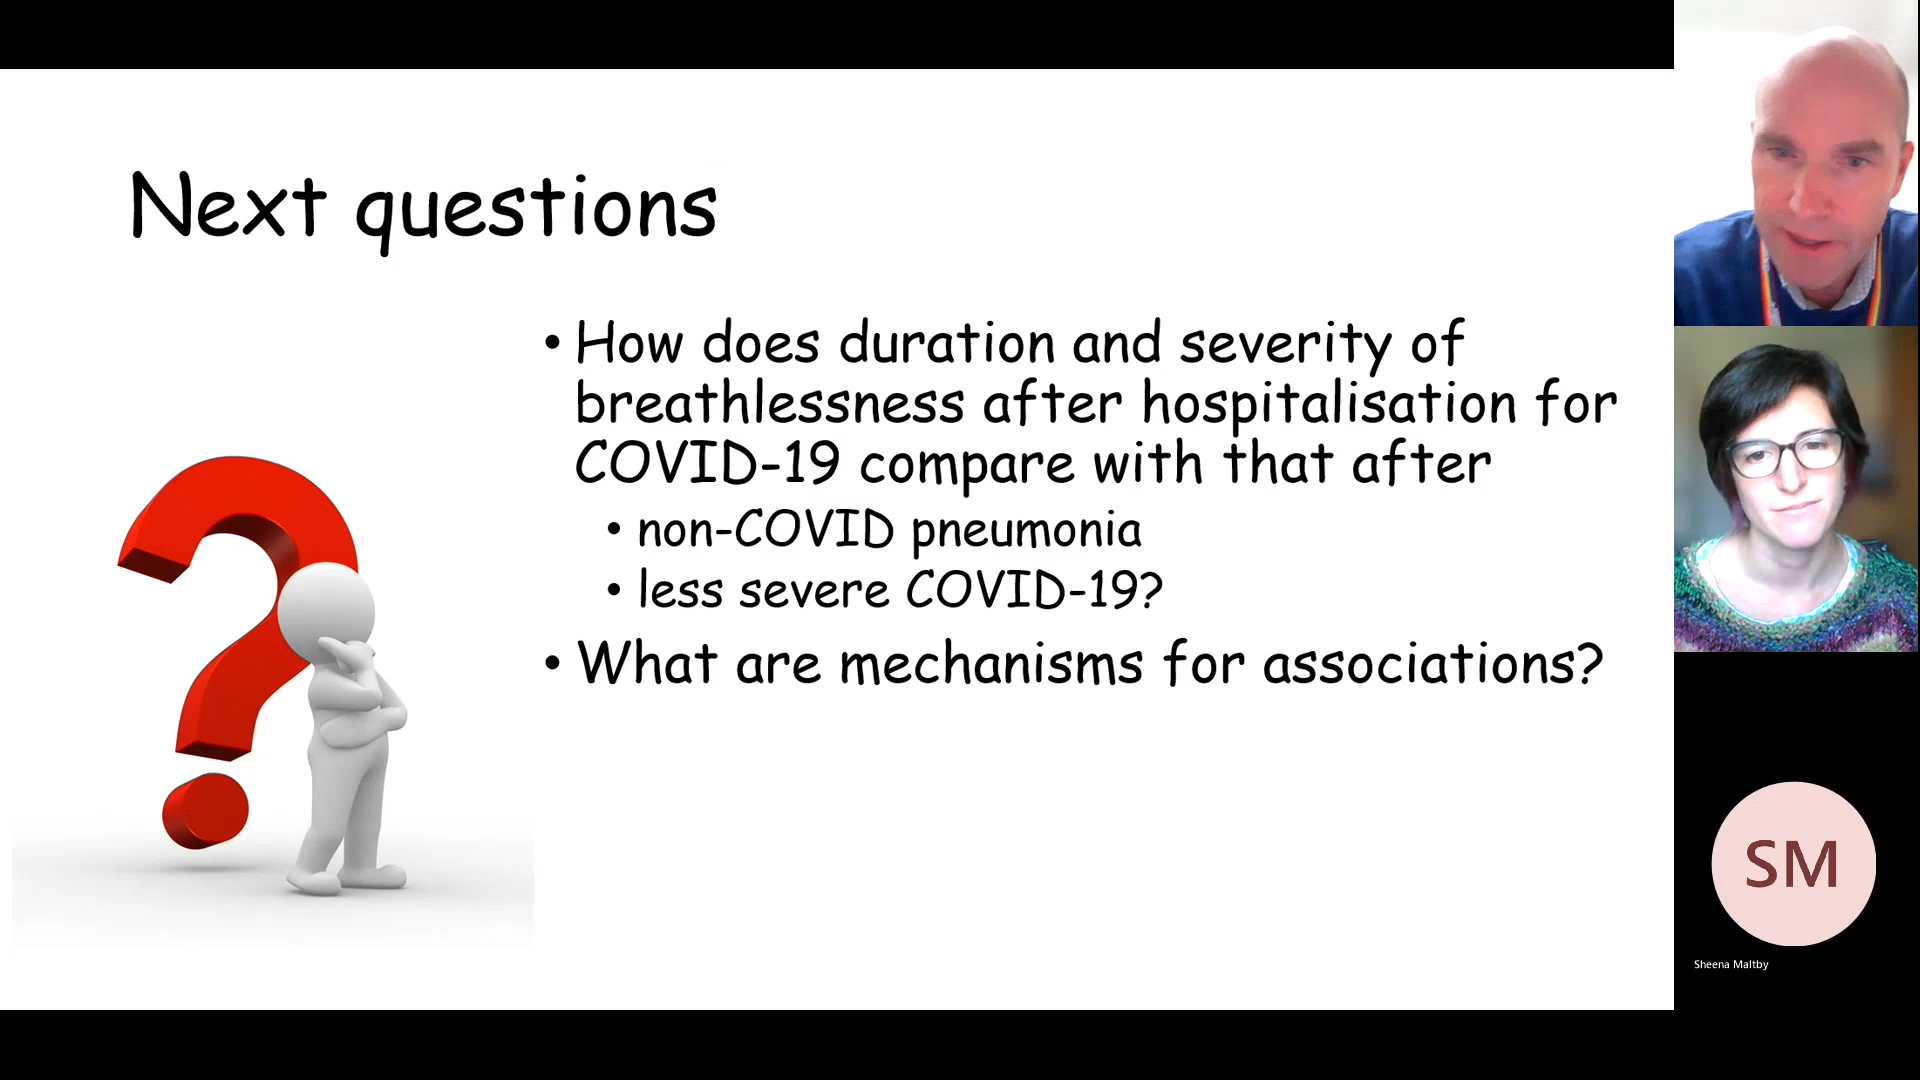 Next questions
• How does duration and severity of
breathlessness after hospitalisation for
COVID-19 compare with that after
• non-COVID pneumonia
• less severe COVID-19?
• What are mechanisms for associations?
SM
Sheena Maltby